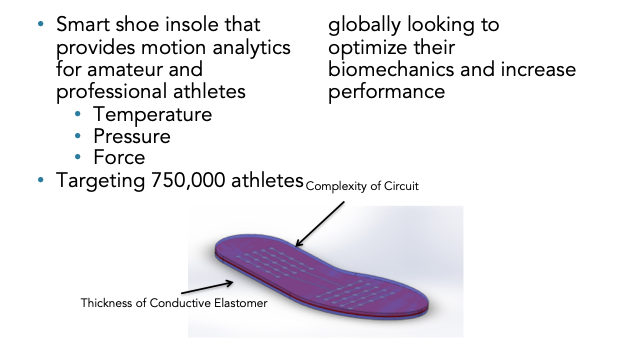 • Smart shoe insole that
provides motion analytics
for amateur and
professional athletes
• Temperature
• Pressure
• Force
• Targeting 750,000 athletes
globally looking to
optimize their
biomechanics and increase
performance
Complexity of Circuit
Thickness of Conductive Elastomer